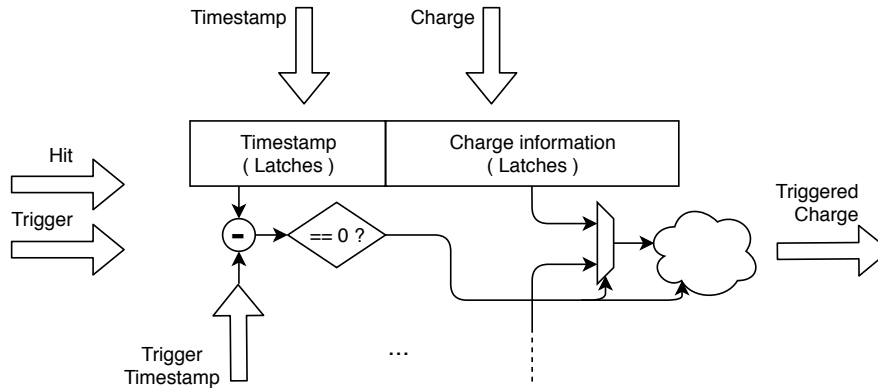 Timestamp
Charge
Timestamp
( Latches )
Charge information
( Latches )
Hit
Trigger
-
== 0 ?
Triggered
Charge
Trigger
Timestamp
...